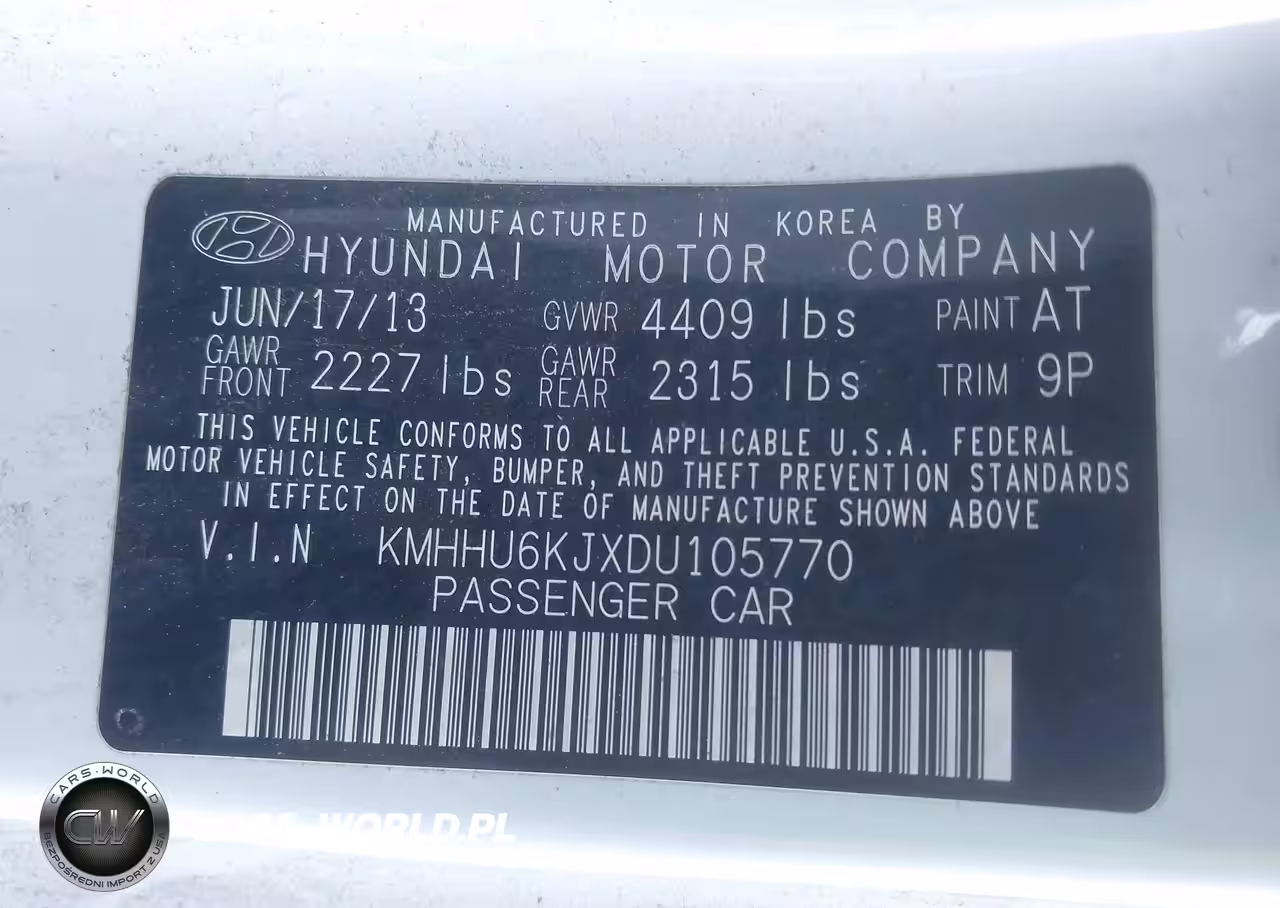 MANUFACTURED IN KOREA BY
HYUNDAI MOTOR COMPANY
JUN/17/13 GVWR 4409 lbs PAINT AT
GAWR FRONT 2227 lbs GAWR REAR 2315 lbs TRIM 9P
THIS VEHICLE CONFORMS TO ALL APPLICABLE U.S.A. FEDERAL
MOTOR VEHICLE SAFETY, BUMPER, AND THEFT PREVENTION STANDARDS
IN EFFECT ON THE DATE OF MANUFACTURE SHOWN ABOVE
V.I.N KMHHU6KJXDU105770
PASSENGER CAR
CARS-WORLD
CW
BEZPOŚREDNI IMPORT Z USA
WORLD.PL